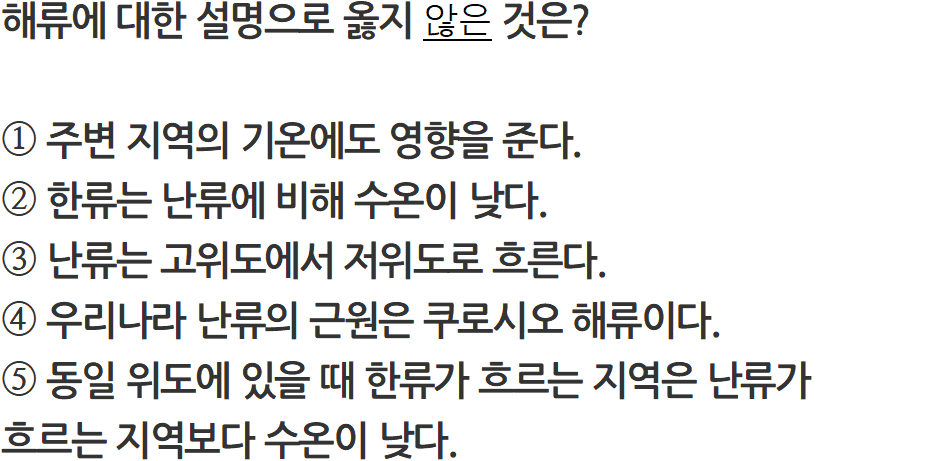 해류에 대한 설명으로 옳지 않은 것은?
① 주변 지역의 기온에도 영향을 준다.
② 한류는 난류에 비해 수온이 낮다.
③ 난류는 고위도에서 저위도로 흐른다.
④ 우리나라 난류의 근원은 쿠로시오 해류이다.
⑤ 동일 위도에 있을 때 한류가 흐르는 지역은 난류가
흐르는 지역보다 수온이 낮다.